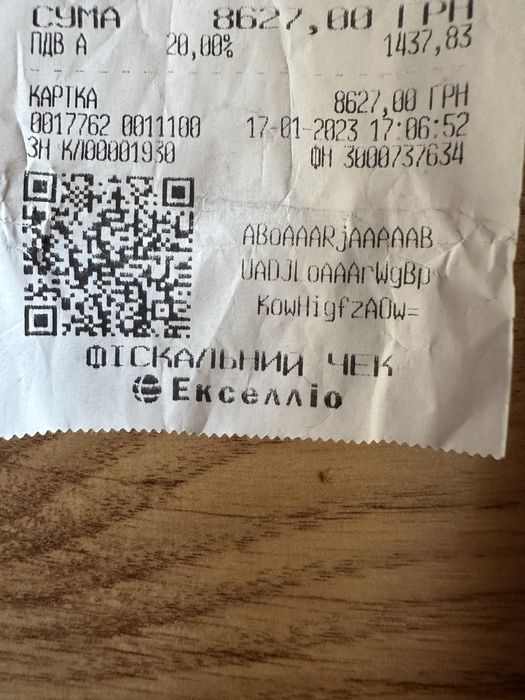 СУМА 8627,00 ГРН
ПДВ А 20,00% 1437,83
КАРТКА 8627,00 ГРН
0017762 0011100 17-01-2023 17:06:52
ЗН КЛ00001930 ФН 3000737634
ABoAAARjAAAAAB
UADJLoAAArWgBp
KowHigfzAOw=
ФІСКАЛЬНИЙ ЧЕК
Екселліо